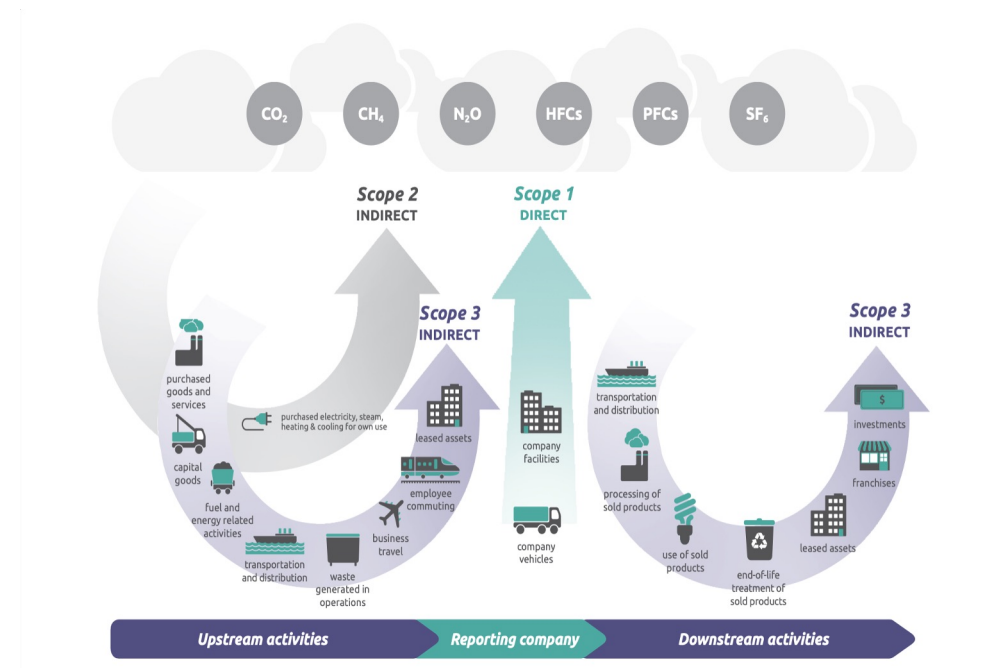 CO₂
CH₄
N₂O
HFCs
PFCs
SF₆
Scope 2
INDIRECT
Scope 1
DIRECT
Scope 3
INDIRECT
Scope 3
INDIRECT
purchased
goods and
services
capital
goods
fuel and
energy related
activities
transportation
and distribution
waste
generated in
operations
business
travel
employee
commuting
leased assets
purchased electricity, steam,
heating & cooling for own use
company
facilities
company
vehicles
transportation
and distribution
processing of
sold products
use of sold
products
end-of-life
treatment of
sold products
leased assets
franchises
$
investments
Upstream activities
Reporting company
Downstream activities